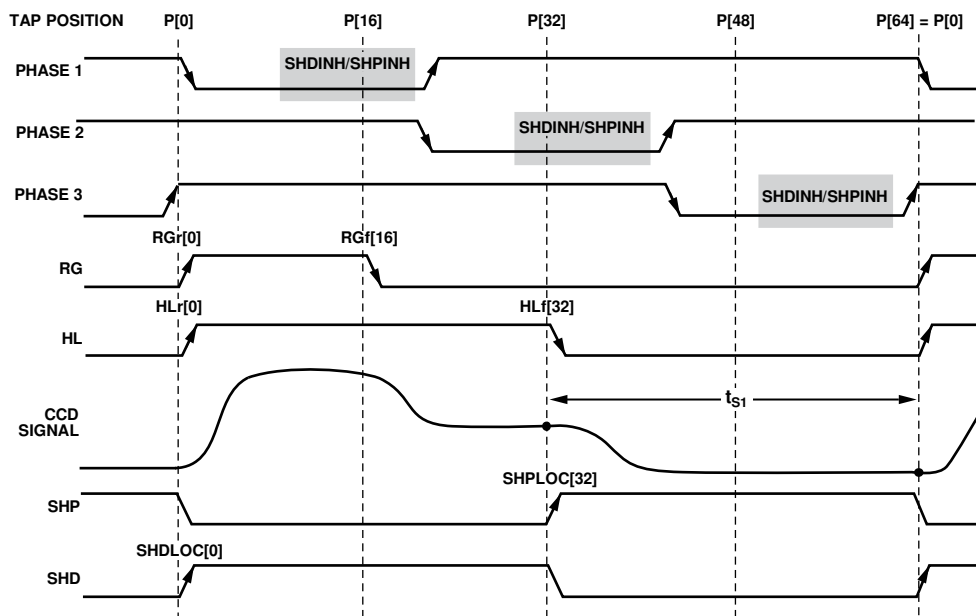 TAP POSITION P[0] P[16] P[32] P[48] P[64] = P[0]
PHASE 1 SHDINH/SHPINH
PHASE 2 SHDINH/SHPINH
PHASE 3 SHDINH/SHPINH
RGr[0] RGf[16]
RG
HLr[0] HLf[32]
HL
tS1
CCD
SIGNAL
SHPLOC[32]
SHP
SHDLOC[0]
SHD